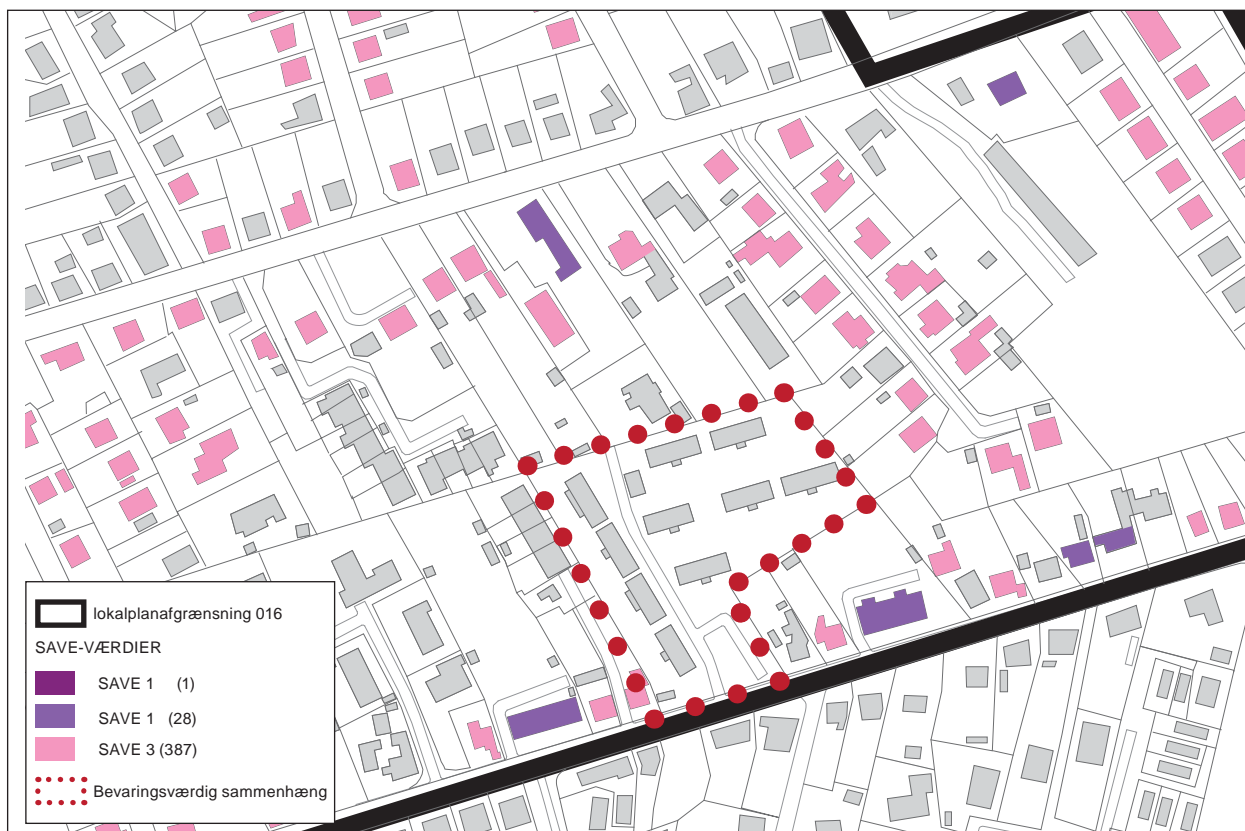 lokalplanafgrænsning 016
SAVE-VÆRDIER
SAVE 1 (1)
SAVE 1 (28)
SAVE 3 (387)
Bevaringsværdig sammenhæng